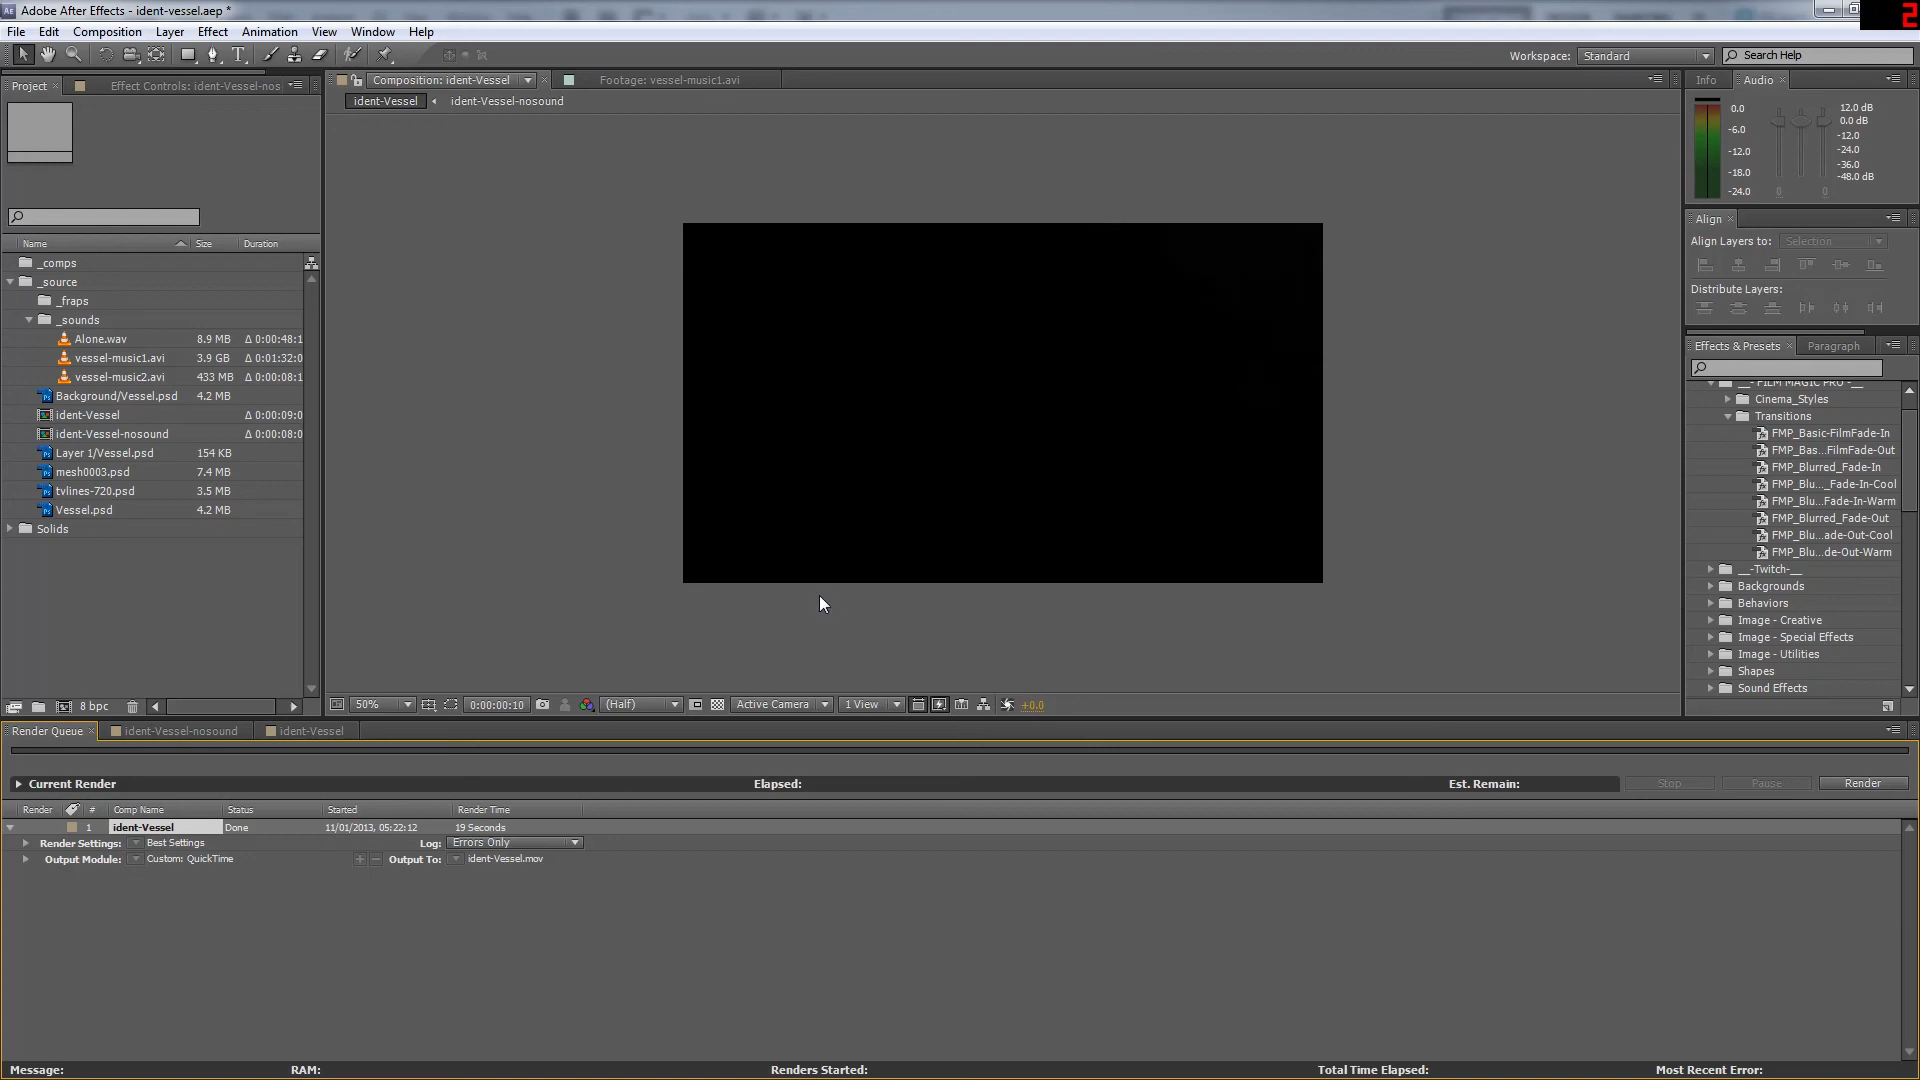 Adobe After Effects - ident-vessel.aep *
2
File Edit Composition Layer Effect Animation View Window Help
Workspace: Standard Search Help
Project Effect Controls: ident-Vessel-nos
Composition: ident-Vessel Footage: vessel-music1.avi
ident-Vessel ident-Vessel-nosound
Name Size Duration
_comps
_source
_fraps
_sounds
Alone.wav 8.9 MB Δ 0:00:48:1
vessel-music1.avi 3.9 GB Δ 0:01:32:0
vessel-music2.avi 433 MB Δ 0:00:08:1
Background/Vessel.psd 4.2 MB
ident-Vessel Δ 0:00:09:0
ident-Vessel-nosound Δ 0:00:08:0
Layer 1/Vessel.psd 154 KB
mesh0003.psd 7.4 MB
tvlines-720.psd 3.5 MB
Vessel.psd 4.2 MB
Solids
8 bpc
50% 0:00:00:10 (Half) Active Camera 1 View +0.0
Info Audio
0.0 12.0 dB
0.0 dB
-6.0 -12.0
-12.0 -24.0
-18.0 -36.0
-48.0 dB
-24.0 0 0
Align
Align Layers to: Selection
Distribute Layers:
Effects & Presets Paragraph
__- FILM MAGIC PRO -__
Cinema_Styles
Transitions
FMP_Basic-FilmFade-In
FMP_Bas...FilmFade-Out
FMP_Blurred_Fade-In
FMP_Blu..._Fade-In-Cool
FMP_Blu...Fade-In-Warm
FMP_Blurred_Fade-Out
FMP_Blu...ade-Out-Cool
FMP_Blu...de-Out-Warm
__-Twitch-__
Backgrounds
Behaviors
Image - Creative
Image - Special Effects
Image - Utilities
Shapes
Sound Effects
Render Queue ident-Vessel-nosound ident-Vessel
Current Render Elapsed: Est. Remain: Stop Pause Render
Render # Comp Name Status Started Render Time
1 ident-Vessel Done 11/01/2013, 05:22:12 19 Seconds
Render Settings: Best Settings Log: Errors Only
Output Module: Custom: QuickTime Output To: ident-Vessel.mov
Message: RAM: Renders Started: Total Time Elapsed: Most Recent Error: